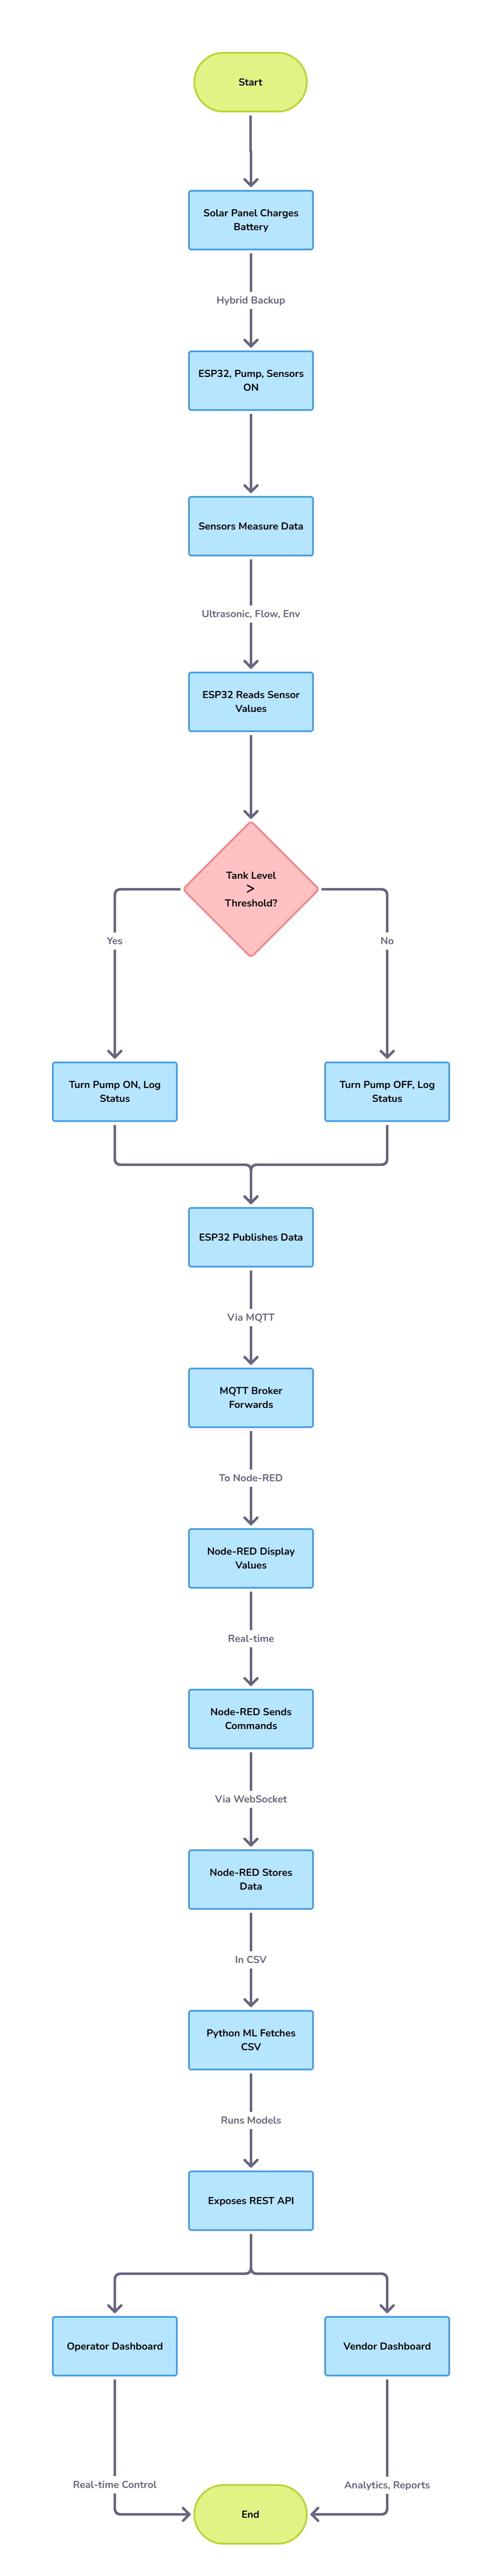 Start
Solar Panel Charges
Battery
Hybrid Backup
ESP32, Pump, Sensors
ON
Sensors Measure Data
Ultrasonic, Flow, Env
ESP32 Reads Sensor
Values
Tank Level
>
Threshold?
Yes
No
Turn Pump ON, Log
Status
Turn Pump OFF, Log
Status
ESP32 Publishes Data
Via MQTT
MQTT Broker
Forwards
To Node-RED
Node-RED Display
Values
Real-time
Node-RED Sends
Commands
Via WebSocket
Node-RED Stores
Data
In CSV
Python ML Fetches
CSV
Runs Models
Exposes REST API
Operator Dashboard
Vendor Dashboard
Real-time Control
Analytics, Reports
End